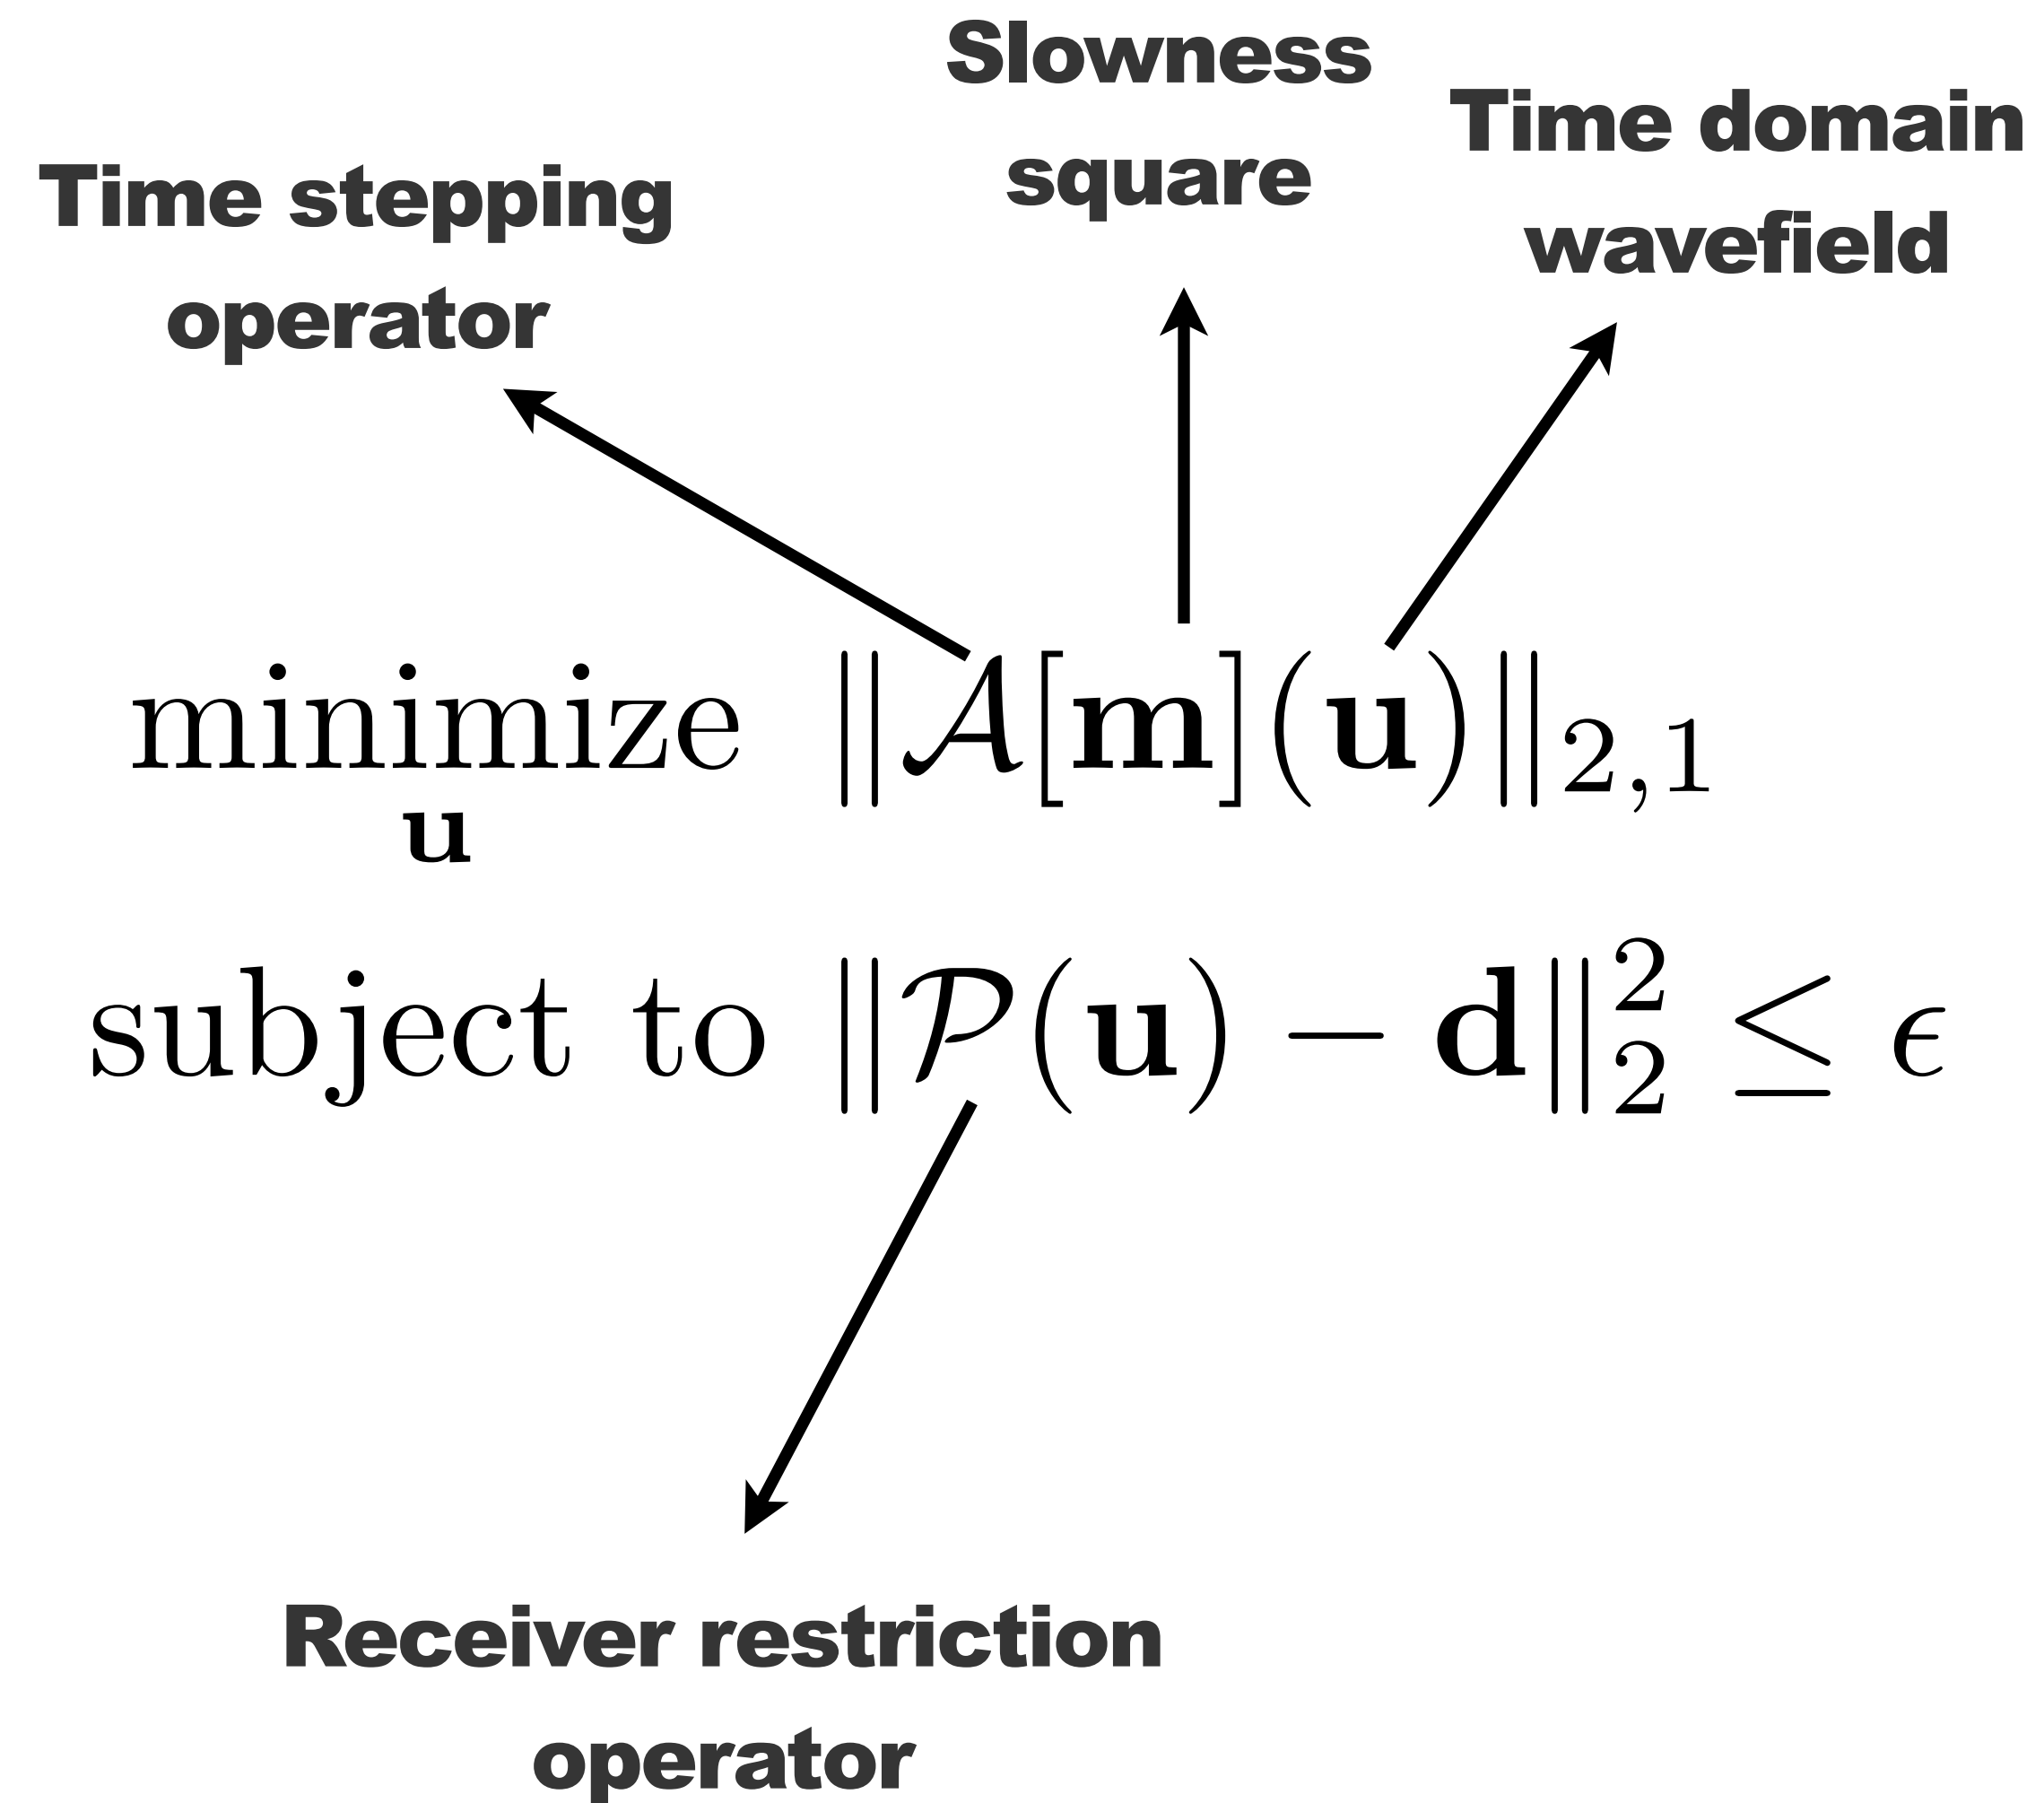 Slowness
square
Time domain
wavefield
Time stepping
operator
minimize ‖𝒜[𝐦](𝐮)‖₂,₁
𝐮
subject to ‖𝒫(𝐮) − 𝐝‖₂² ≤ ϵ
Receiver restriction
operator